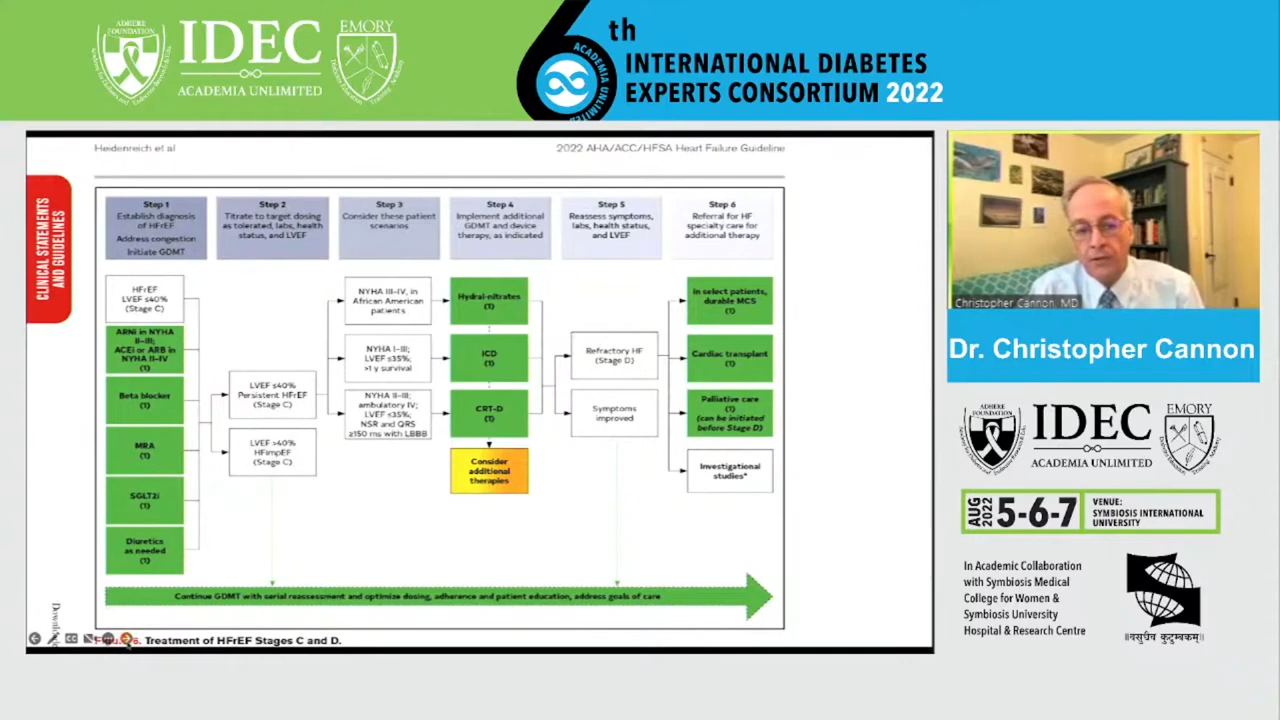 ADHERE
FOUNDATION
IDEC
ACADEMIA UNLIMITED
EMORY
6th
ACADEMIA UNLIMITED
INTERNATIONAL DIABETES
EXPERTS CONSORTIUM 2022
Heidenreich et al
2022 AHA/ACC/HFSA Heart Failure Guideline
CLINICAL STATEMENTS
AND GUIDELINES
Step 1
Establish diagnosis
of HFrEF
Address congestion
Initiate GDMT
Step 2
Titrate to target dosing
as tolerated, labs, health
status, and LVEF
Step 3
Consider these patient
scenarios
Step 4
Implement additional
GDMT and device
therapy, as indicated
Step 5
Reassess symptoms,
labs, health status,
and LVEF
Step 6
Referral for HF
specialty care for
additional therapy
HFrEF
LVEF ≤40%
(Stage C)
ARNi in NYHA
II–III;
ACEi or ARB in
NYHA II–IV
(1)
Beta blocker
(1)
MRA
(1)
SGLT2i
(1)
Diuretics
as needed
(1)
LVEF ≤40%
Persistent HFrEF
(Stage C)
LVEF >40%
HFimpEF
(Stage C)
NYHA III–IV, in
African American
patients
NYHA I–III;
LVEF ≤35%;
>1 y survival
NYHA II–III;
ambulatory IV;
LVEF ≤35%;
NSR and QRS
≥150 ms with LBBB
Hydral-nitrates
(1)
ICD
(1)
CRT-D
(1)
Consider
additional
therapies
Refractory HF
(Stage D)
Symptoms
improved
In select patients,
durable MCS
(1)
Cardiac transplant
(1)
Palliative care
(1)
(can be initiated
before Stage D)
Investigational
studies*
Continue GDMT with serial reassessment and optimize dosing, adherence and patient education, address goals of care
Treatment of HFrEF Stages C and D.
Christopher Cannon, MD
Dr. Christopher Cannon
ADHERE
FOUNDATION
IDEC
ACADEMIA UNLIMITED
EMORY
AUG
2022
5-6-7
VENUE:
SYMBIOSIS INTERNATIONAL
UNIVERSITY
In Academic Collaboration
with Symbiosis Medical
College for Women &
Symbiosis University
Hospital & Research Centre
॥वसुधैव कुटुम्बकम्॥